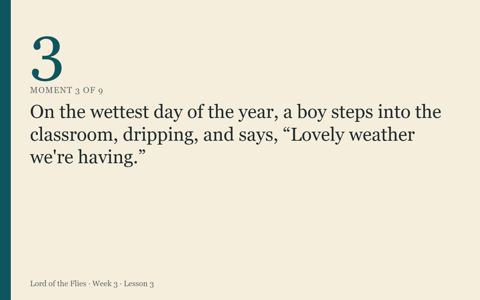 3
MOMENT 3 OF 9
On the wettest day of the year, a boy steps into the
classroom, dripping, and says, “Lovely weather
we're having.”
Lord of the Flies · Week 3 · Lesson 3